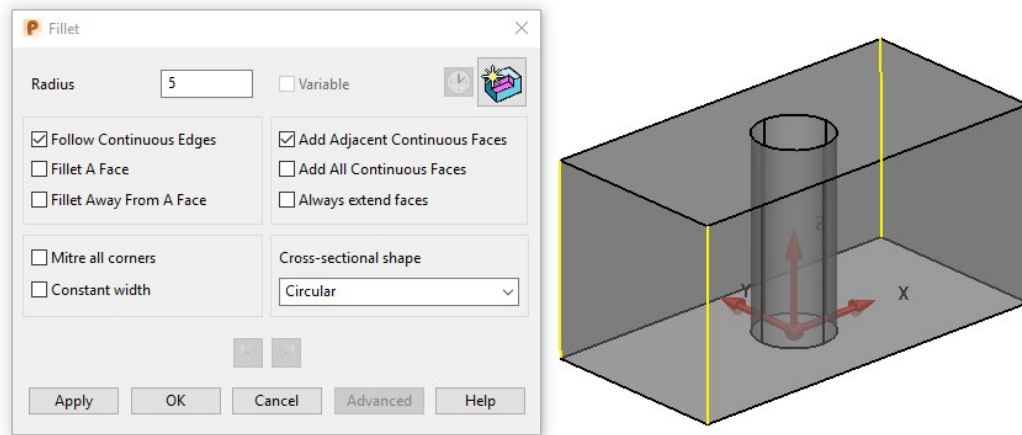 Fillet
Radius 5 Variable
Follow Continuous Edges
Fillet A Face
Fillet Away From A Face
Add Adjacent Continuous Faces
Add All Continuous Faces
Always extend faces
Mitre all corners
Constant width
Cross-sectional shape
Circular
Apply OK Cancel Advanced Help
Z
Y
X